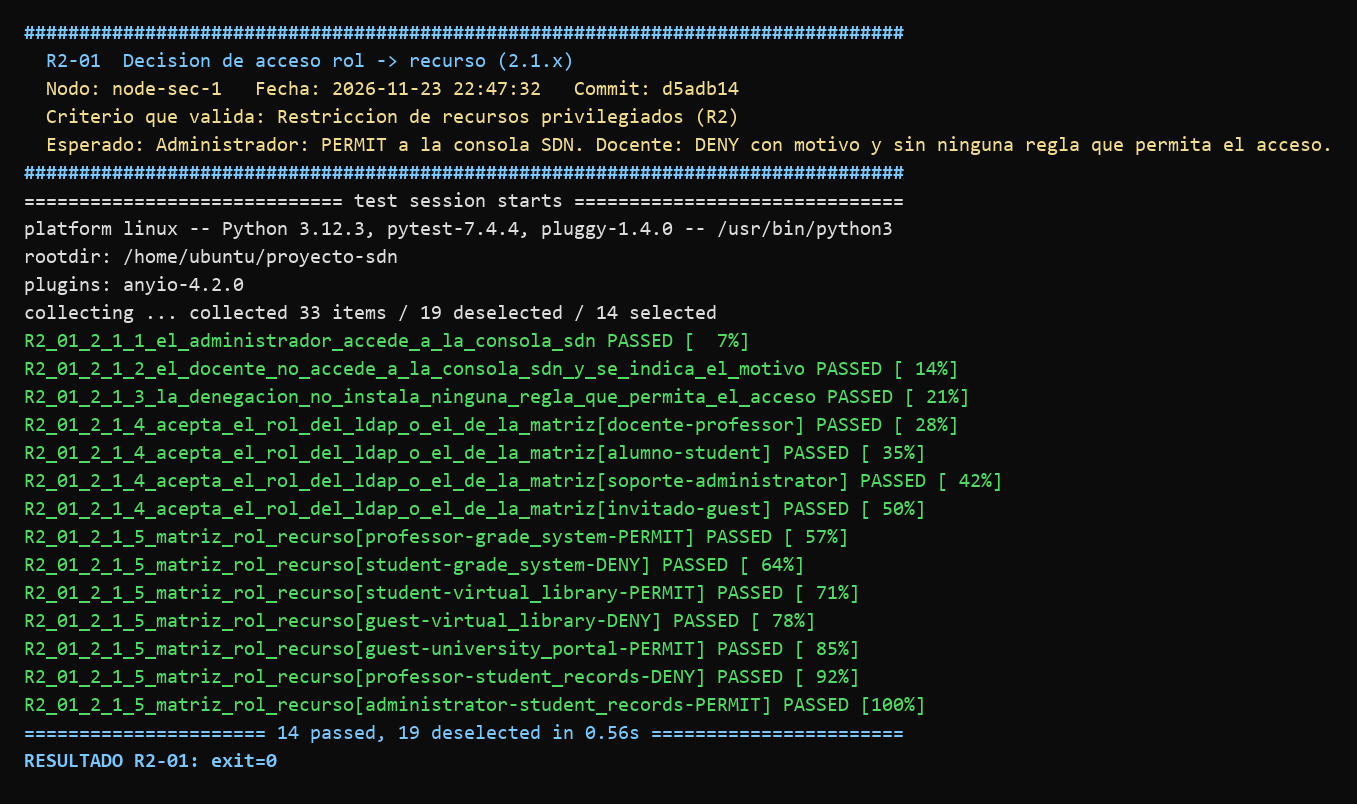 ################################################################################
R2-01  Decision de acceso rol -> recurso (2.1.x)
Nodo: node-sec-1   Fecha: 2026-11-23 22:47:32   Commit: d5adb14
Criterio que valida: Restriccion de recursos privilegiados (R2)
Esperado: Administrador: PERMIT a la consola SDN. Docente: DENY con motivo y sin ninguna regla que permita el acceso.
################################################################################
============================= test session starts ==============================
platform linux -- Python 3.12.3, pytest-7.4.4, pluggy-1.4.0 -- /usr/bin/python3
rootdir: /home/ubuntu/proyecto-sdn
plugins: anyio-4.2.0
collecting ... collected 33 items / 19 deselected / 14 selected
R2_01_2_1_1_el_administrador_accede_a_la_consola_sdn PASSED [  7%]
R2_01_2_1_2_el_docente_no_accede_a_la_consola_sdn_y_se_indica_el_motivo PASSED [ 14%]
R2_01_2_1_3_la_denegacion_no_instala_ninguna_regla_que_permita_el_acceso PASSED [ 21%]
R2_01_2_1_4_acepta_el_rol_del_ldap_o_el_de_la_matriz[docente-professor] PASSED [ 28%]
R2_01_2_1_4_acepta_el_rol_del_ldap_o_el_de_la_matriz[alumno-student] PASSED [ 35%]
R2_01_2_1_4_acepta_el_rol_del_ldap_o_el_de_la_matriz[soporte-administrator] PASSED [ 42%]
R2_01_2_1_4_acepta_el_rol_del_ldap_o_el_de_la_matriz[invitado-guest] PASSED [ 50%]
R2_01_2_1_5_matriz_rol_recurso[professor-grade_system-PERMIT] PASSED [ 57%]
R2_01_2_1_5_matriz_rol_recurso[student-grade_system-DENY] PASSED [ 64%]
R2_01_2_1_5_matriz_rol_recurso[student-virtual_library-PERMIT] PASSED [ 71%]
R2_01_2_1_5_matriz_rol_recurso[guest-virtual_library-DENY] PASSED [ 78%]
R2_01_2_1_5_matriz_rol_recurso[guest-university_portal-PERMIT] PASSED [ 85%]
R2_01_2_1_5_matriz_rol_recurso[professor-student_records-DENY] PASSED [ 92%]
R2_01_2_1_5_matriz_rol_recurso[administrator-student_records-PERMIT] PASSED [100%]
====================== 14 passed, 19 deselected in 0.56s =======================
RESULTADO R2-01: exit=0